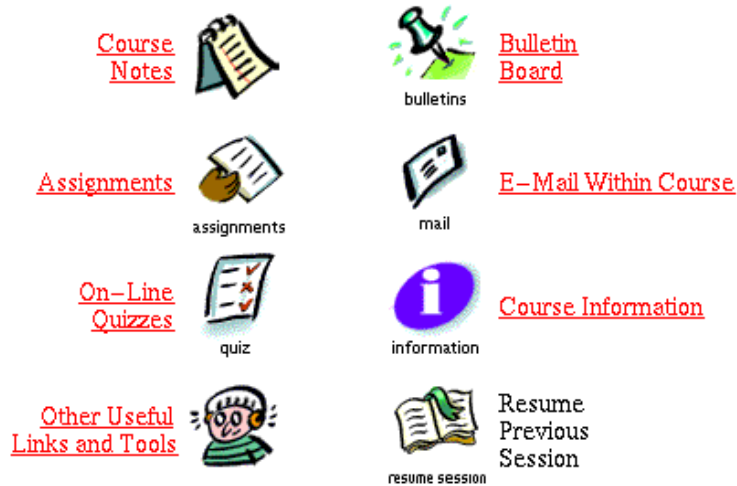 Course
Notes
Bulletin
Board
bulletins
Assignments
assignments
E-Mail Within Course
mail
On-Line
Quizzes
quiz
Course Information
information
Other Useful
Links and Tools
Resume
Previous
Session
resume session